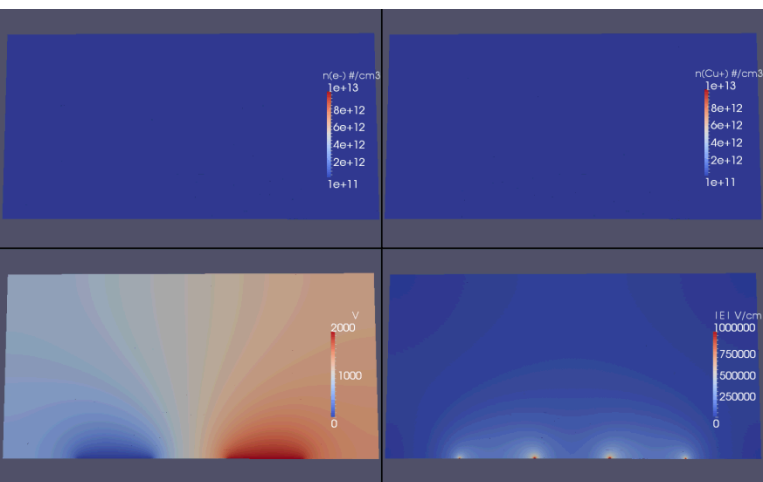 n(e-) #/cm3
1e+13
8e+12
6e+12
4e+12
2e+12
1e+11
n(Cu+) #/cm3
1e+13
8e+12
6e+12
4e+12
2e+12
1e+11
V
2000
1000
0
|E| V/cm
1000000
750000
500000
250000
0